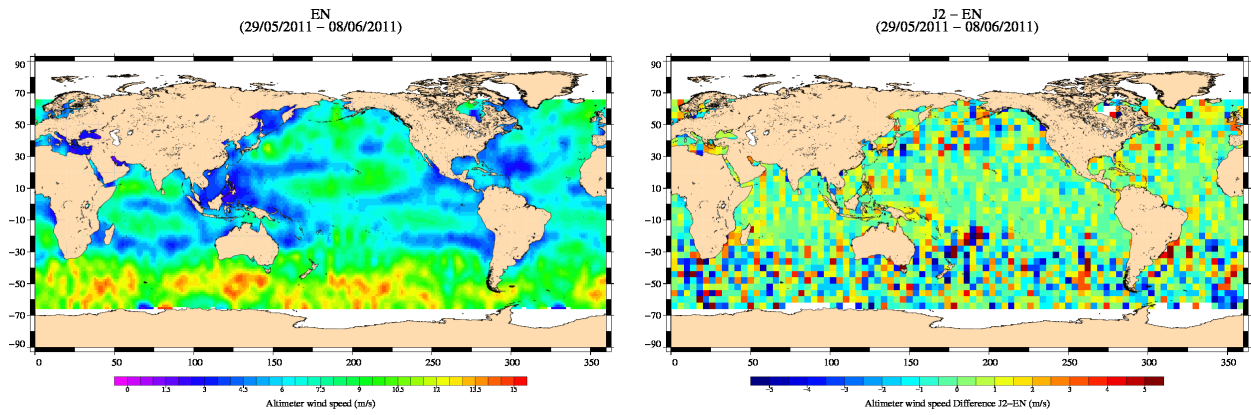 EN
(29/05/2011 – 08/06/2011)
90
70
50
30
10
−10
−30
−50
−70
−90
0 50 100 150 200 250 300 350
0 1.5 3 4.5 6 7.5 9 10.5 12 13.5 15
Altimeter wind speed (m/s)
J2 – EN
(29/05/2011 – 08/06/2011)
90
70
50
30
10
−10
−30
−50
−70
−90
0 50 100 150 200 250 300 350
−5 −4 −3 −2 −1 0 1 2 3 4 5
Altimeter wind speed Difference J2−EN (m/s)